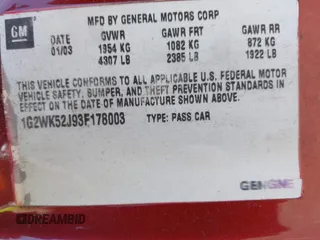 GM
MFD BY GENERAL MOTORS CORP
DATE GVWR GAWR FRT GAWR RR
01/03 1954 KG 1082 KG 872 KG
4307 LB 2385 LB 1922 LB
THIS VEHICLE CONFORMS TO ALL APPLICABLE U.S. FEDERAL MOTOR
VEHICLE SAFETY, BUMPER, AND THEFT PREVENTION STANDARDS IN
EFFECT ON THE DATE OF MANUFACTURE SHOWN ABOVE.
1G2WK52J93F178003 TYPE: PASS CAR
© DREAMBID